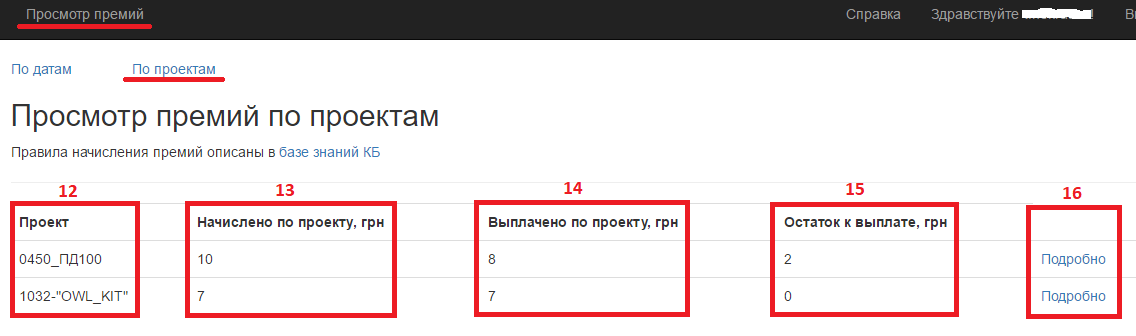 Просмотр премий Справка Здравствуйте !
По датам По проектам
Просмотр премий по проектам
Правила начисления премий описаны в базе знаний КБ
12 13 14 15 16
Проект Начислено по проекту, грн Выплачено по проекту, грн Остаток к выплате, грн
0450_ПД100 10 8 2 Подробно
1032-"OWL_KIT" 7 7 0 Подробно